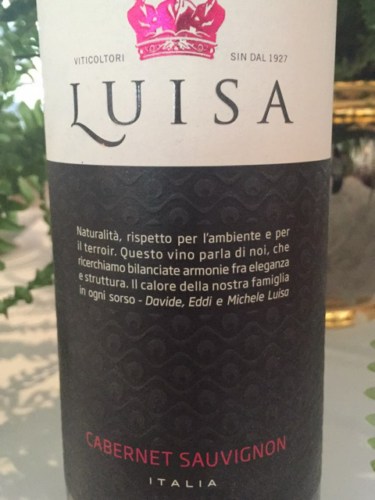 VITICOLTORI SIN DAL 1927
LUISA
Naturalità, rispetto per l'ambiente e per
il terroir. Questo vino parla di noi, che
ricerchiamo bilanciate armonie fra eleganza
e struttura. Il calore della nostra famiglia
in ogni sorso - Davide, Eddi e Michele Luisa
CABERNET SAUVIGNON
ITALIA